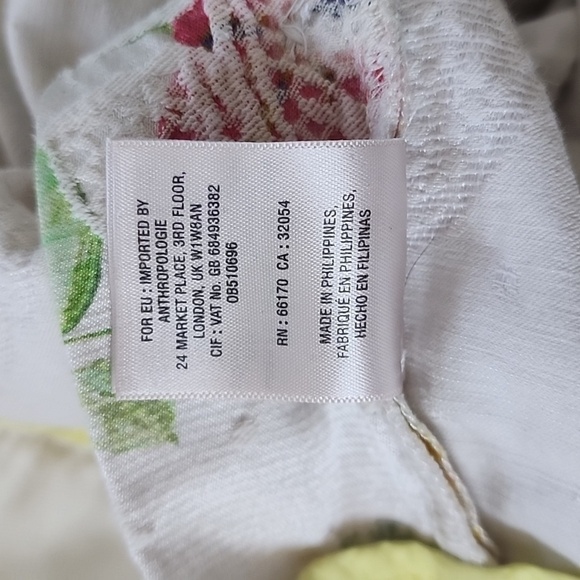 FOR EU : IMPORTED BY
ANTHROPOLOGIE
24 MARKET PLACE, 3RD FLOOR,
LONDON, UK W1W8AN
CIF : VAT No. GB 684936382
0B510696
RN : 66170 CA : 32054
MADE IN PHILIPPINES,
FABRIQUÉ EN PHILIPPINES,
HECHO EN FILIPINAS